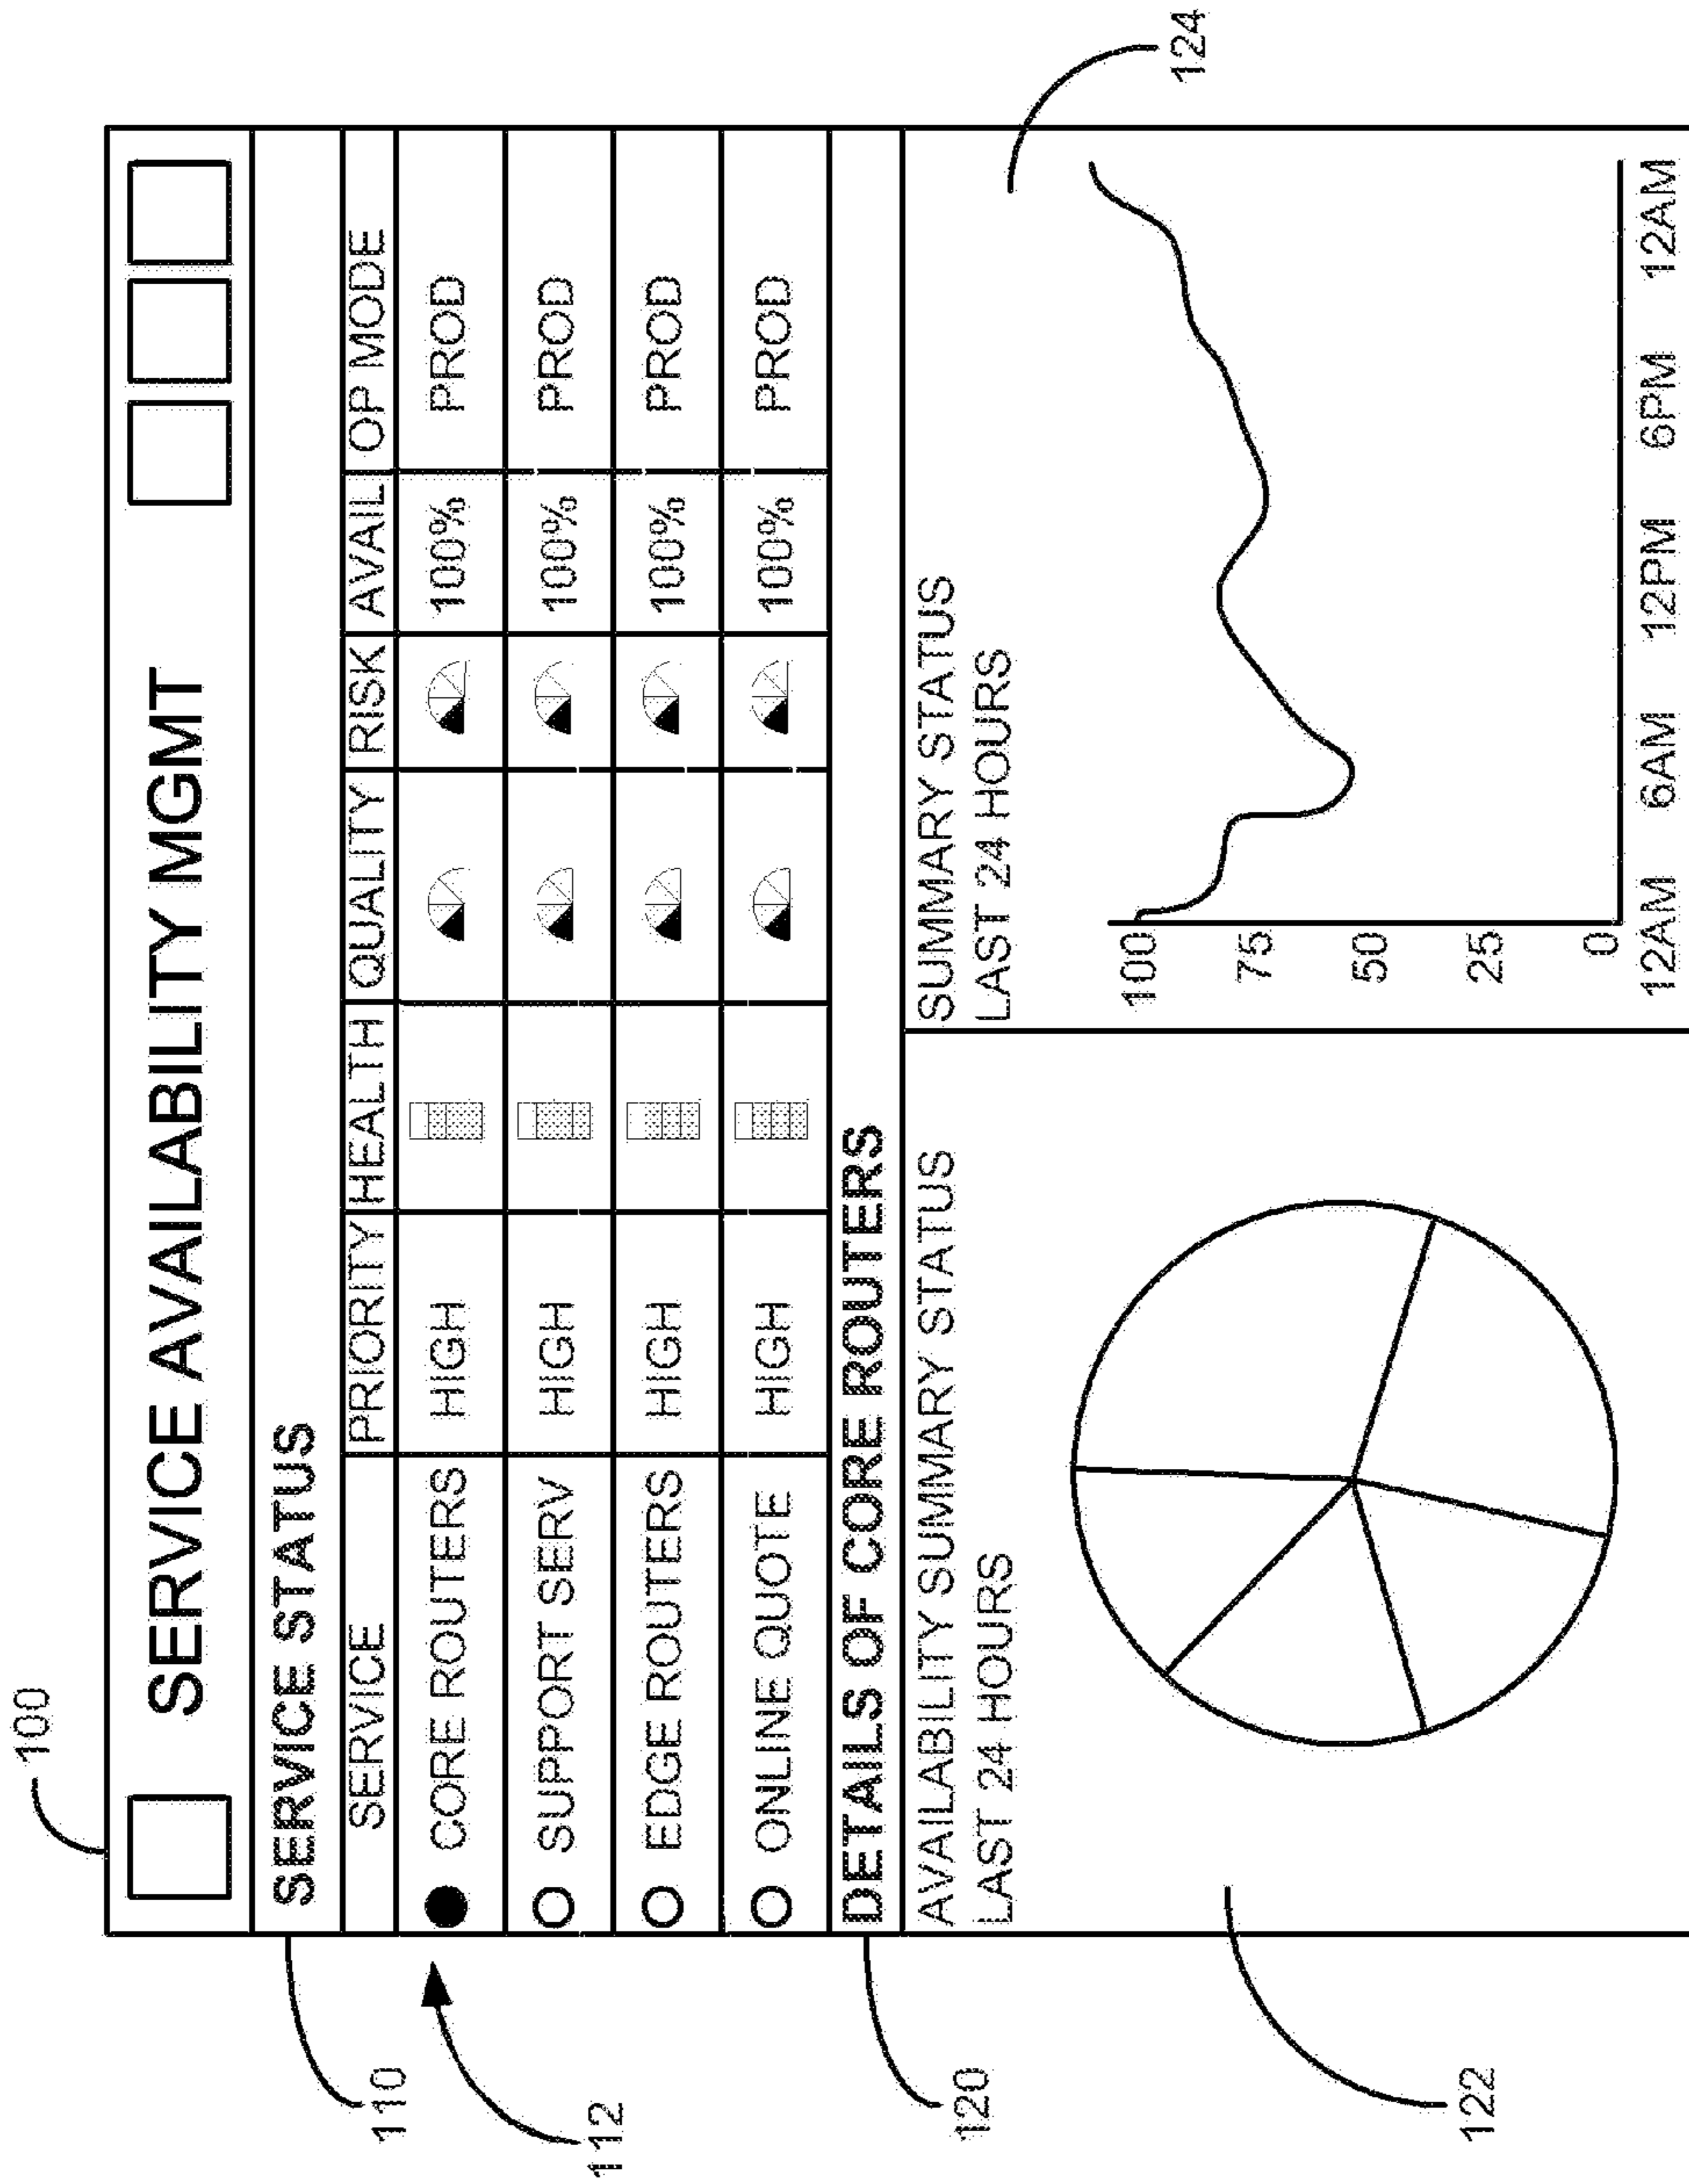 100
SERVICE AVAILABILITY MGMT
110
SERVICE STATUS
SERVICE PRIORITY HEALTH QUALITY RISK AVAIL OP MODE
112
CORE ROUTERS HIGH 100% PROD
SUPPORT SERV HIGH 100% PROD
EDGE ROUTERS HIGH 100% PROD
ONLINE QUOTE HIGH 100% PROD
120
DETAILS OF CORE ROUTERS
122
AVAILABILITY SUMMARY STATUS
LAST 24 HOURS
SUMMARY STATUS
LAST 24 HOURS
124
100
75
50
25
0
12AM 6AM 12PM 6PM 12AM